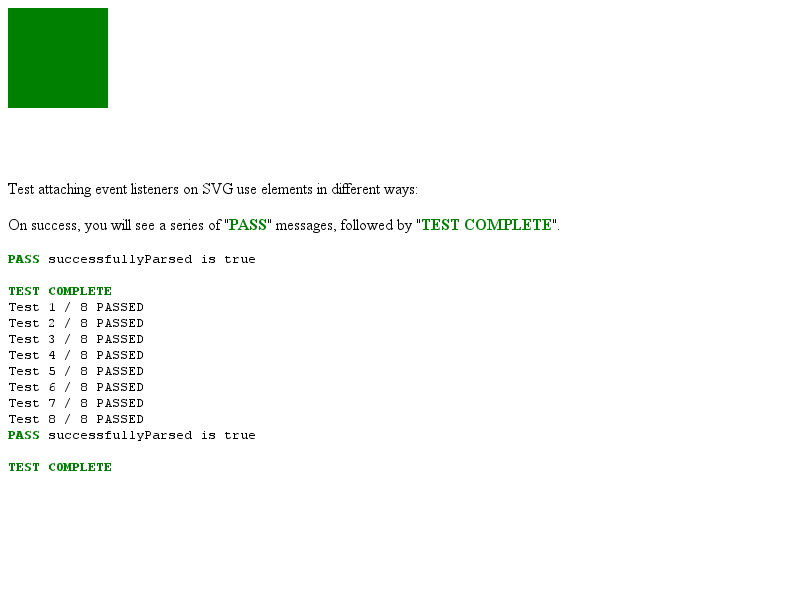 Test attaching event listeners on SVG use elements in different ways:
On success, you will see a series of "PASS" messages, followed by "TEST COMPLETE".
PASS successfullyParsed is true
TEST COMPLETE
Test 1 / 8 PASSED
Test 2 / 8 PASSED
Test 3 / 8 PASSED
Test 4 / 8 PASSED
Test 5 / 8 PASSED
Test 6 / 8 PASSED
Test 7 / 8 PASSED
Test 8 / 8 PASSED
PASS successfullyParsed is true
TEST COMPLETE